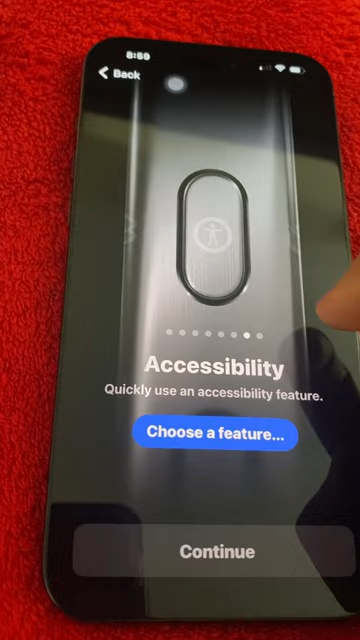 8:59
Back
Accessibility
Quickly use an accessibility feature.
Choose a feature...
Continue